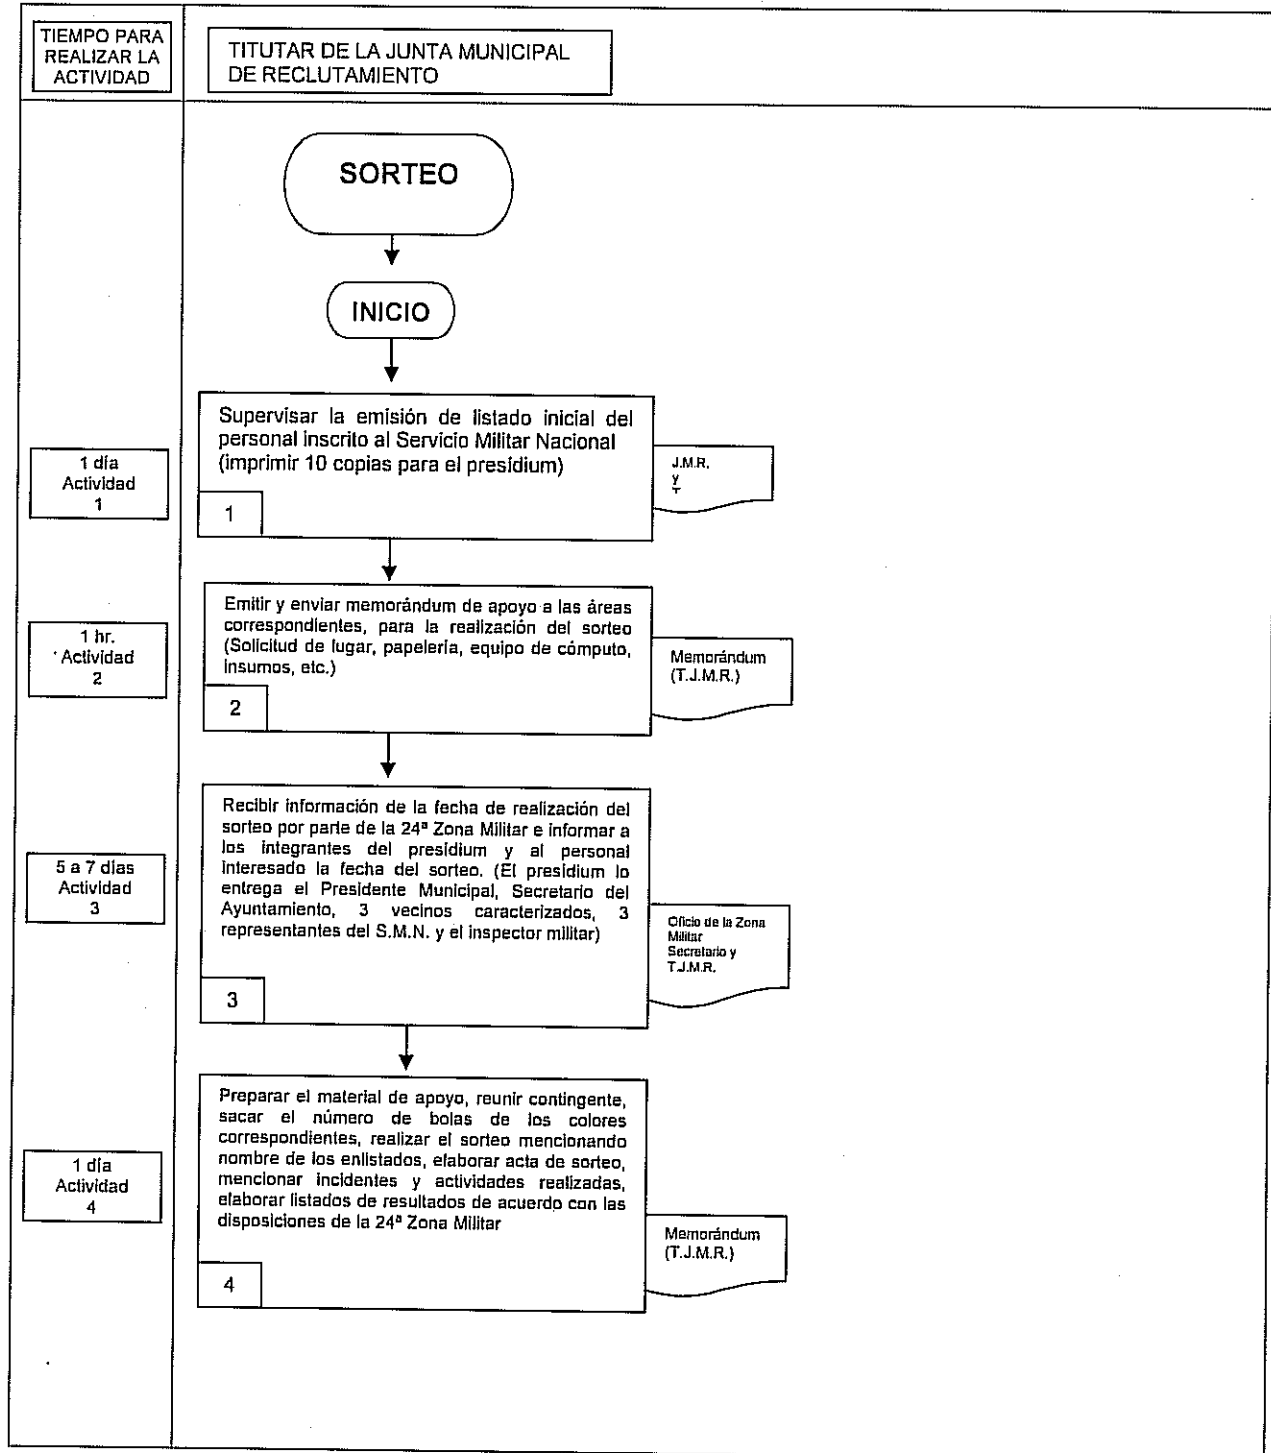 TIEMPO PARA
REALIZAR LA
ACTIVIDAD
TITUTAR DE LA JUNTA MUNICIPAL
DE RECLUTAMIENTO
SORTEO
INICIO
1 día
Actividad
1
Supervisar la emisión de listado inicial del
personal inscrito al Servicio Militar Nacional
(imprimir 10 copias para el presídium)
1
J.M.R.
y
1 hr.
Actividad
2
Emitir y enviar memorándum de apoyo a las áreas
correspondientes, para la realización del sorteo
(Solicitud de lugar, papelería, equipo de cómputo,
insumos, etc.)
2
Memorándum
(T.J.M.R.)
5 a 7 días
Actividad
3
Recibir información de la fecha de realización del
sorteo por parte de la 24ª Zona Militar e informar a
los integrantes del presídium y al personal
interesado la fecha del sorteo. (El presídium lo
entrega el Presidente Municipal, Secretario del
Ayuntamiento, 3 vecinos caracterizados, 3
representantes del S.M.N. y el inspector militar)
3
Oficio de la Zona
Militar
Secretario y
T.J.M.R.
1 día
Actividad
4
Preparar el material de apoyo, reunir contingente,
sacar el número de bolas de los colores
correspondientes, realizar el sorteo mencionando
nombre de los enlistados, elaborar acta de sorteo,
mencionar incidentes y actividades realizadas,
elaborar listados de resultados de acuerdo con las
disposiciones de la 24ª Zona Militar
4
Memorándum
(T.J.M.R.)